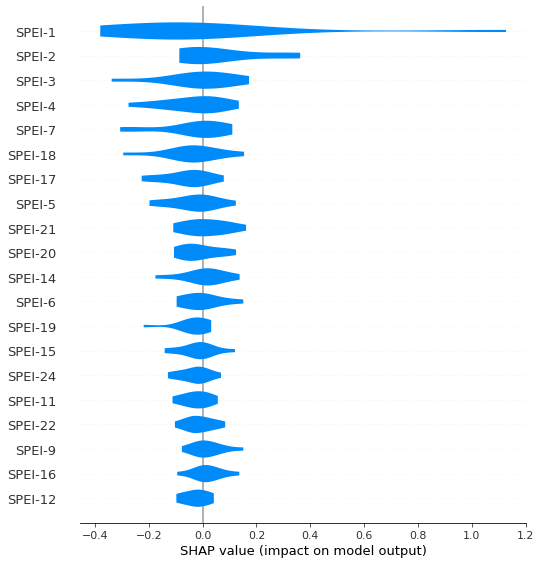 SPEI-1
SPEI-2
SPEI-3
SPEI-4
SPEI-7
SPEI-18
SPEI-17
SPEI-5
SPEI-21
SPEI-20
SPEI-14
SPEI-6
SPEI-19
SPEI-15
SPEI-24
SPEI-11
SPEI-22
SPEI-9
SPEI-16
SPEI-12
−0.4 −0.2 0.0 0.2 0.4 0.6 0.8 1.0 1.2
SHAP value (impact on model output)